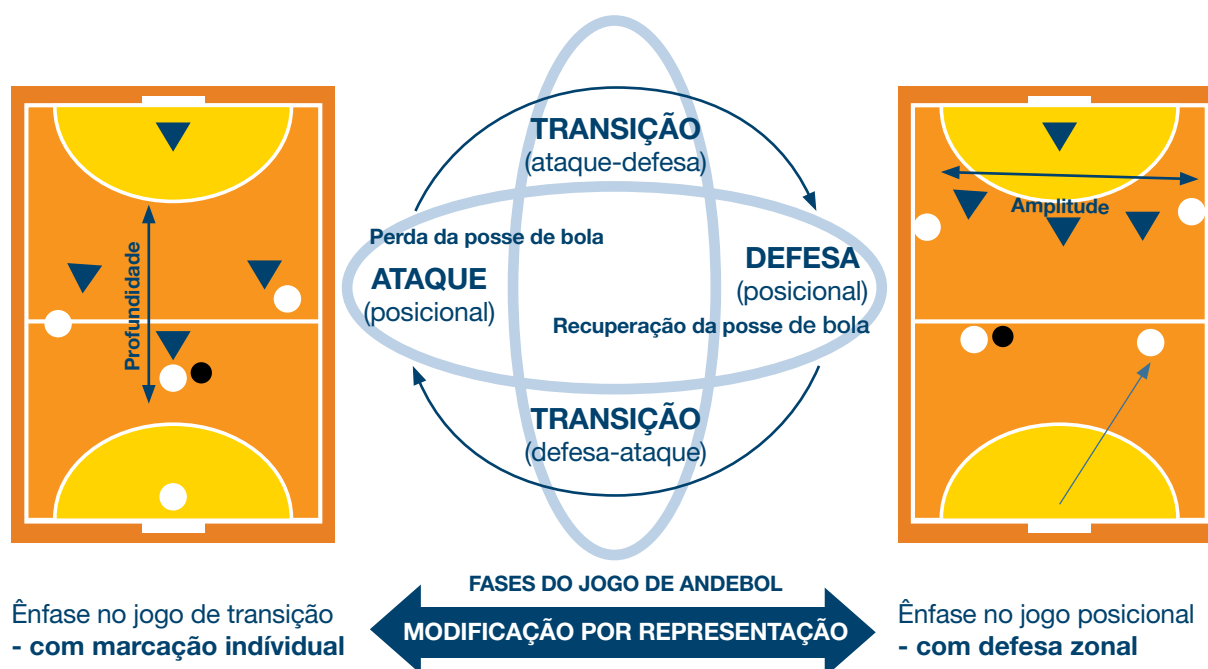 TRANSIÇÃO
(ataque-defesa)
Perda da posse de bola
ATAQUE
(posicional)
DEFESA
(posicional)
Recuperação da posse de bola
TRANSIÇÃO
(defesa-ataque)
Profundidade
Amplitude
FASES DO JOGO DE ANDEBOL
MODIFICAÇÃO POR REPRESENTAÇÃO
Ênfase no jogo de transição
- com marcação indívidual
Ênfase no jogo posicional
- com defesa zonal